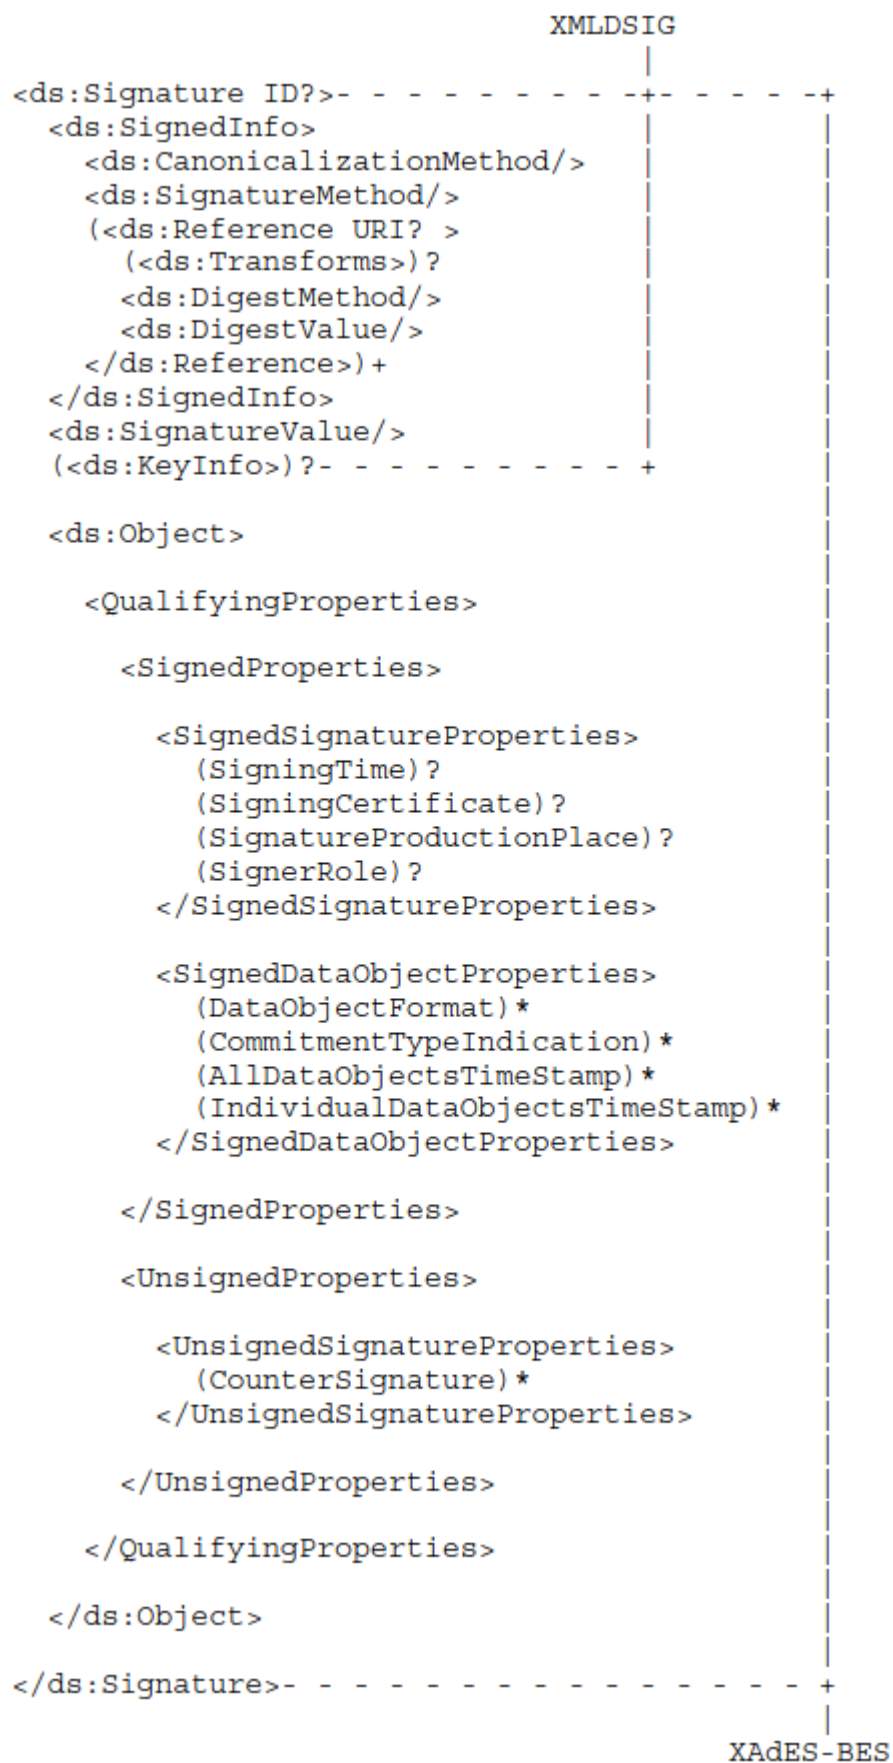 XMLDSIG
|
<ds:Signature ID?>- - - - - - - - -+- - - - -+
<ds:SignedInfo> | |
<ds:CanonicalizationMethod/> | |
<ds:SignatureMethod/> | |
(<ds:Reference URI? > | |
(<ds:Transforms>)? | |
<ds:DigestMethod/> | |
<ds:DigestValue/> | |
</ds:Reference>)+ | |
</ds:SignedInfo> | |
<ds:SignatureValue/> | |
(<ds:KeyInfo>)?- - - - - - - - - + |
|
<ds:Object> |
|
<QualifyingProperties> |
|
<SignedProperties> |
|
<SignedSignatureProperties> |
(SigningTime)? |
(SigningCertificate)? |
(SignatureProductionPlace)? |
(SignerRole)? |
</SignedSignatureProperties> |
|
<SignedDataObjectProperties> |
(DataObjectFormat)* |
(CommitmentTypeIndication)* |
(AllDataObjectsTimeStamp)* |
(IndividualDataObjectsTimeStamp)* |
</SignedDataObjectProperties> |
|
</SignedProperties> |
|
<UnsignedProperties> |
|
<UnsignedSignatureProperties> |
(CounterSignature)* |
</UnsignedSignatureProperties> |
|
</UnsignedProperties> |
|
</QualifyingProperties> |
|
</ds:Object> |
|
</ds:Signature>- - - - - - - - - - - - - - - +
|
XAdES-BES